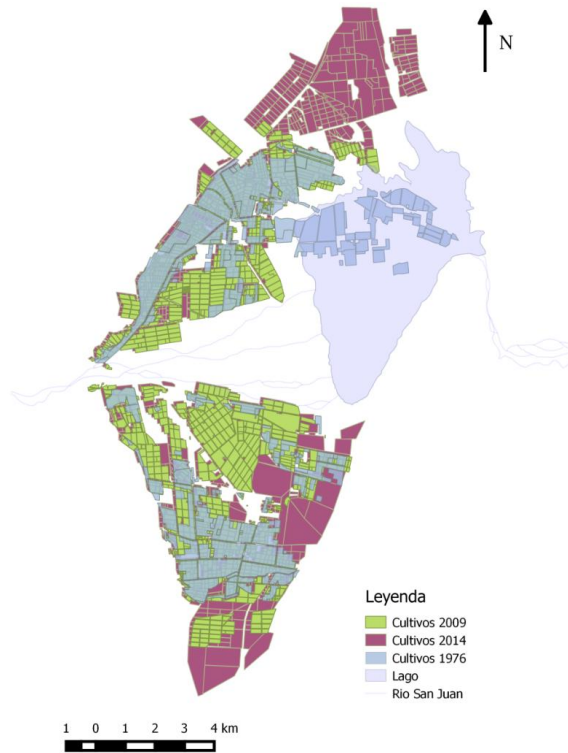 N
Leyenda
Cultivos 2009
Cultivos 2014
Cultivos 1976
Lago
Rio San Juan
1 0 1 2 3 4 km